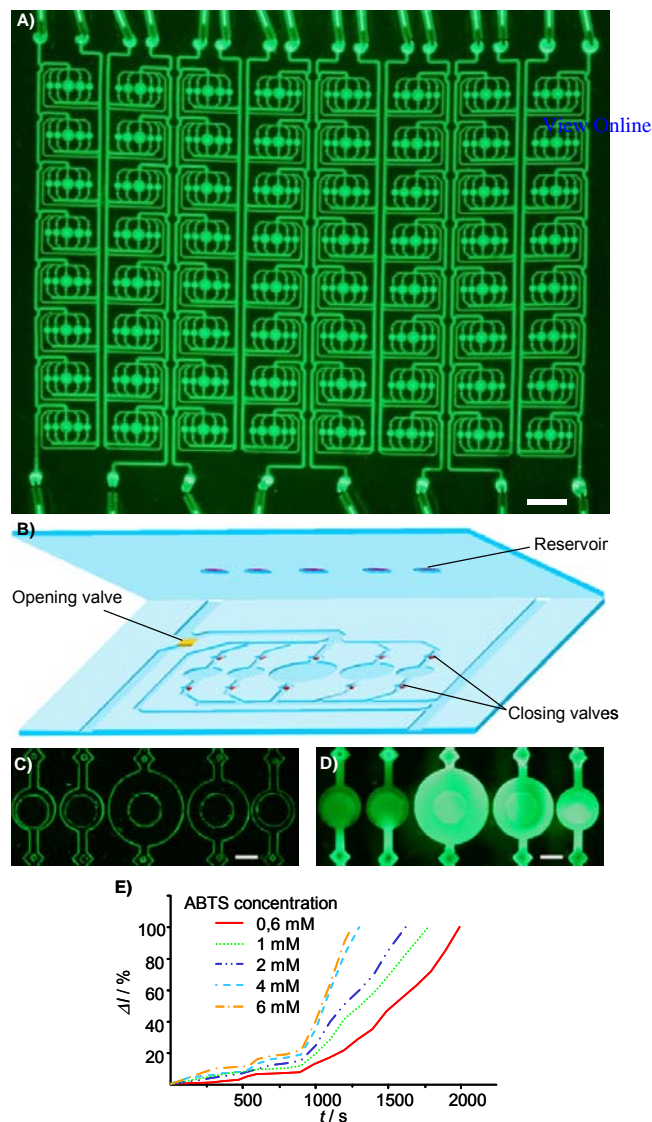 A)
View Online
B)
Reservoir
Opening valve
Closing valves
C)
D)
E)
ABTS concentration
0,6 mM
1 mM
2 mM
4 mM
6 mM
ΔI / %
100
80
60
40
20
500
1000
1500
2000
t / s